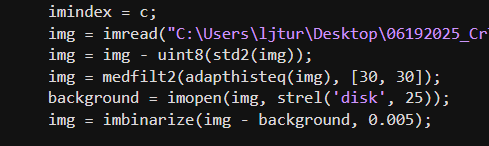 imindex = c;
img = imread("C:\Users\ljtur\Desktop\06192025_Cr
img = img - uint8(std2(img));
img = medfilt2(adapthisteq(img), [30, 30]);
background = imopen(img, strel('disk', 25));
img = imbinarize(img - background, 0.005);